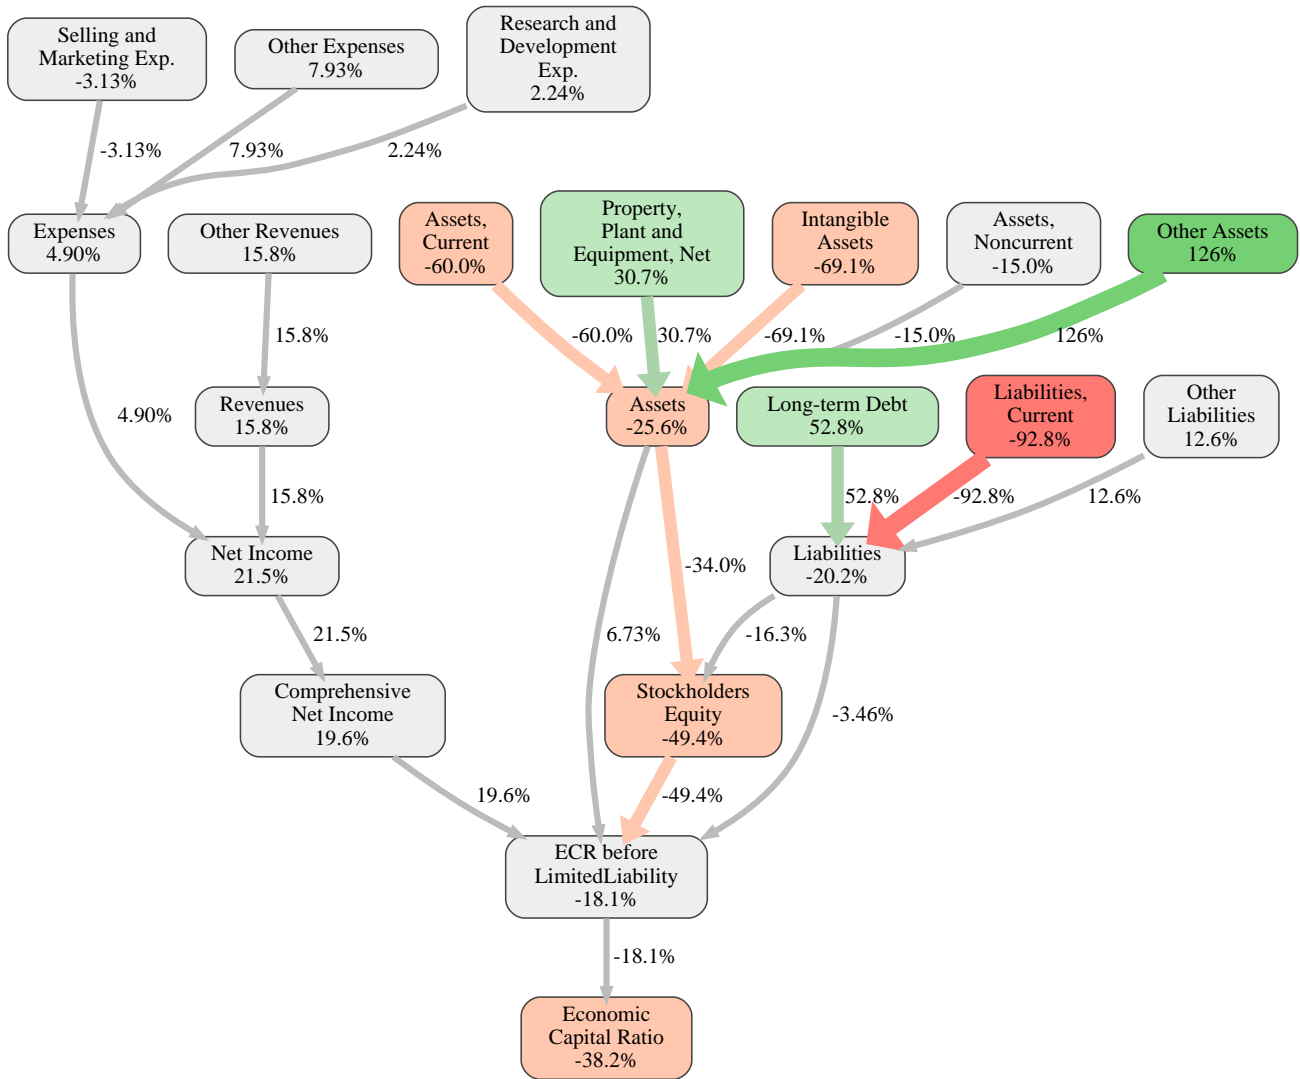 Selling and
Marketing Exp.
-3.13%
Other Expenses
7.93%
Research and
Development
Exp.
2.24%
-3.13%
7.93%
2.24%
Expenses
4.90%
Other Revenues
15.8%
Assets,
Current
-60.0%
Property,
Plant and
Equipment, Net
30.7%
Intangible
Assets
-69.1%
Assets,
Noncurrent
-15.0%
Other Assets
126%
15.8%
-60.0%
30.7%
-69.1%
-15.0%
126%
4.90%
Revenues
15.8%
Assets
-25.6%
Long-term Debt
52.8%
Liabilities,
Current
-92.8%
Other
Liabilities
12.6%
15.8%
52.8%
-92.8%
12.6%
Net Income
21.5%
-34.0%
Liabilities
-20.2%
21.5%
6.73%
-16.3%
Comprehensive
Net Income
19.6%
Stockholders
Equity
-49.4%
-3.46%
19.6%
-49.4%
ECR before
LimitedLiability
-18.1%
-18.1%
Economic
Capital Ratio
-38.2%